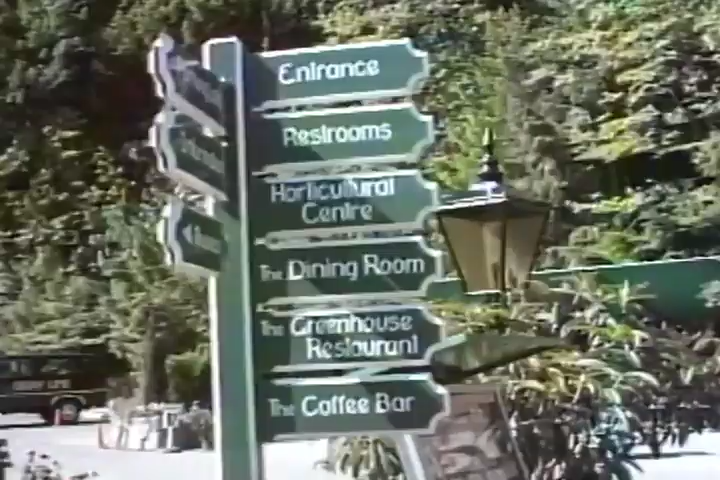 Entrance
Restrooms
Horticultural
Centre
The Dining Room
The Greenhouse
Restaurant
The Coffee Bar